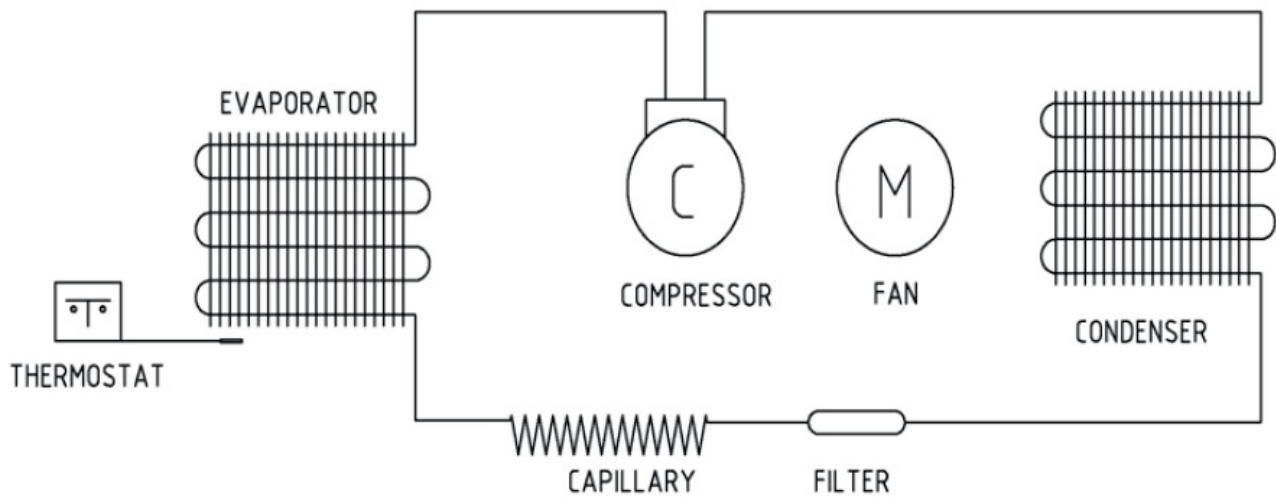 EVAPORATOR
C
M
COMPRESSOR
FAN
CONDENSER
THERMOSTAT
CAPILLARY
FILTER